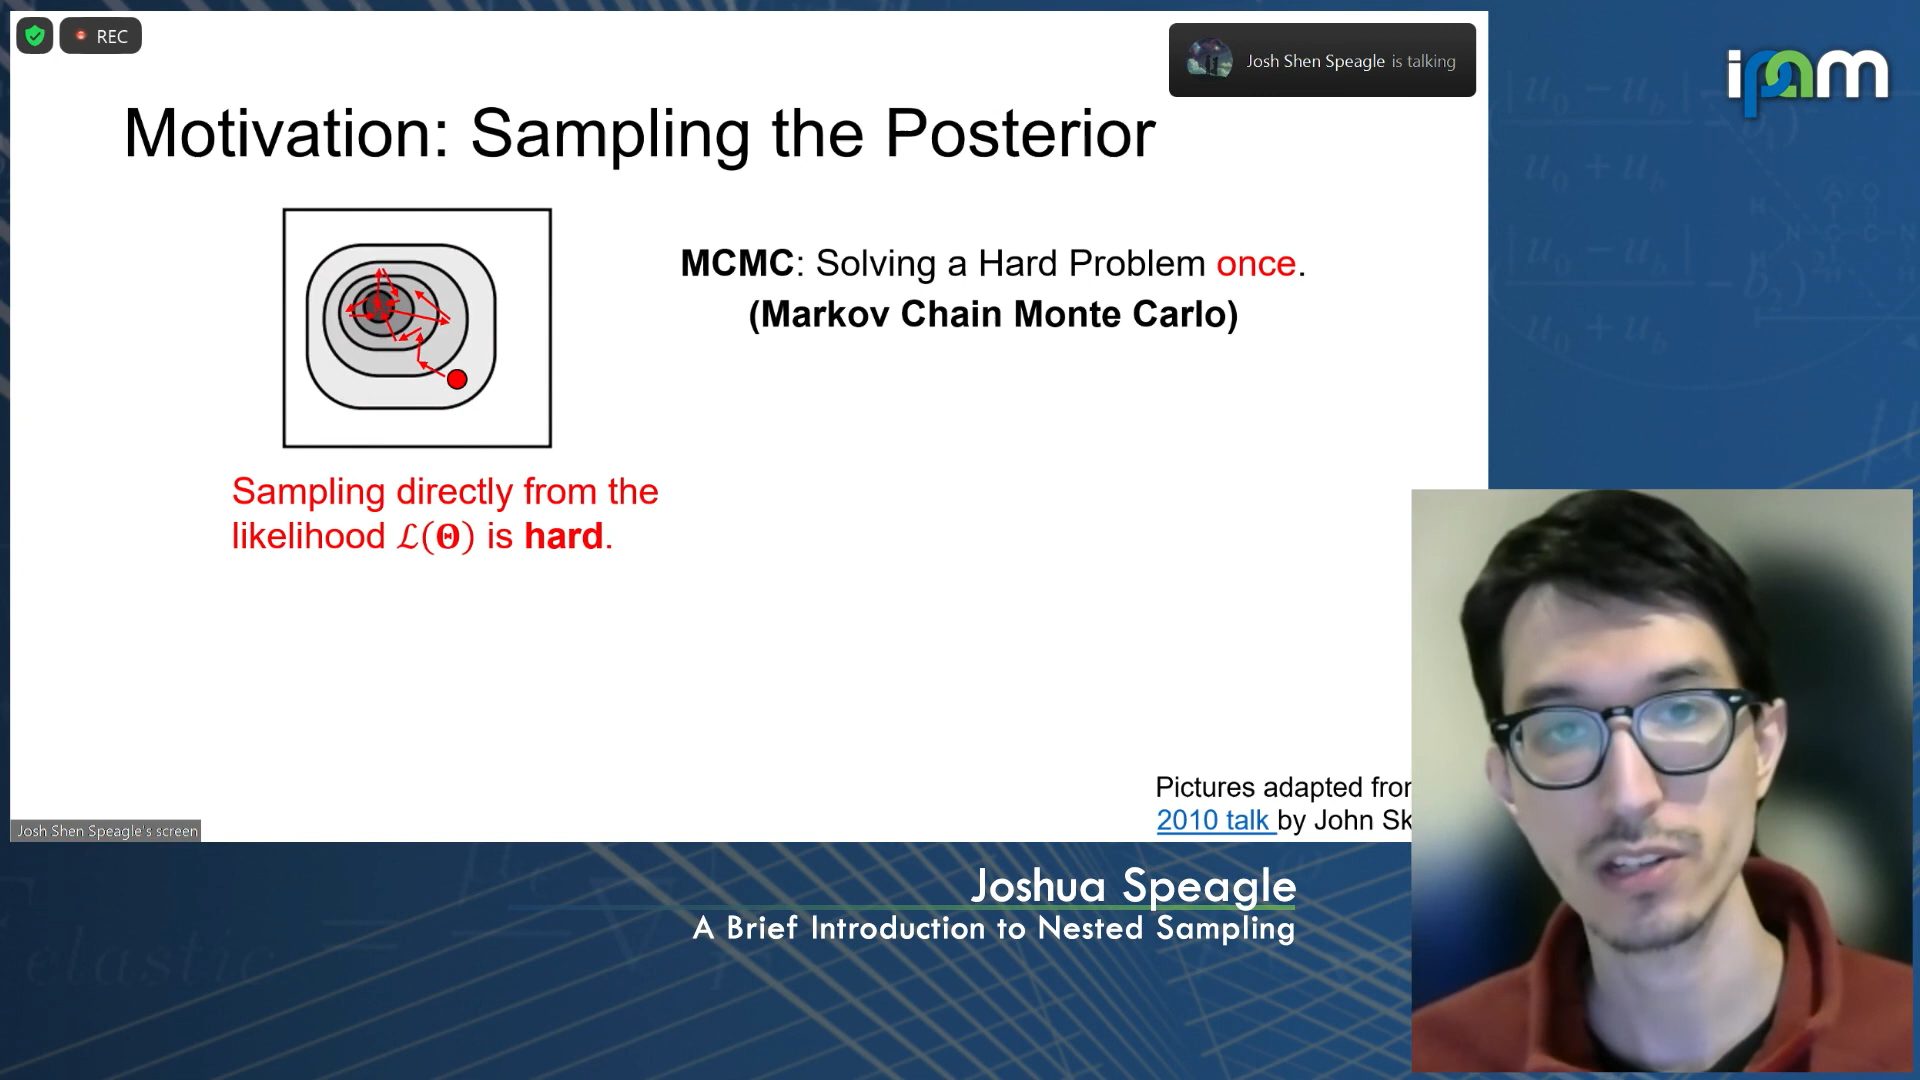 REC
Josh Shen Speagle is talking
ipam
Motivation: Sampling the Posterior
MCMC: Solving a Hard Problem once.
(Markov Chain Monte Carlo)
Sampling directly from the
likelihood ℒ(Θ) is hard.
Pictures adapted
2010 talk by John
Josh Shen Speagle's screen
Joshua Speagle
A Brief Introduction to Nested Sampling
elastic